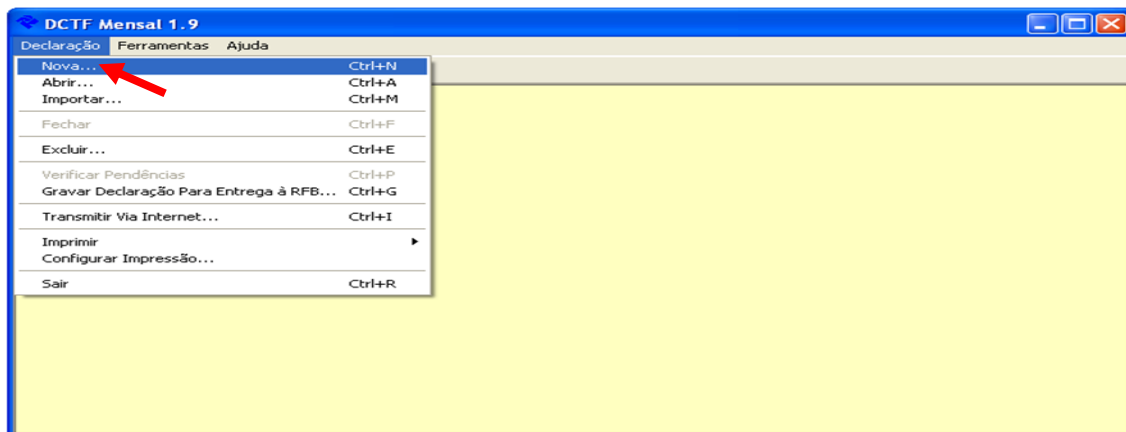 DCTF Mensal 1.9
Declaração Ferramentas Ajuda
Nova... Ctrl+N
Abrir... Ctrl+A
Importar... Ctrl+M
Fechar Ctrl+F
Excluir... Ctrl+E
Verificar Pendências Ctrl+P
Gravar Declaração Para Entrega à RFB... Ctrl+G
Transmitir Via Internet... Ctrl+I
Imprimir
Configurar Impressão...
Sair Ctrl+R